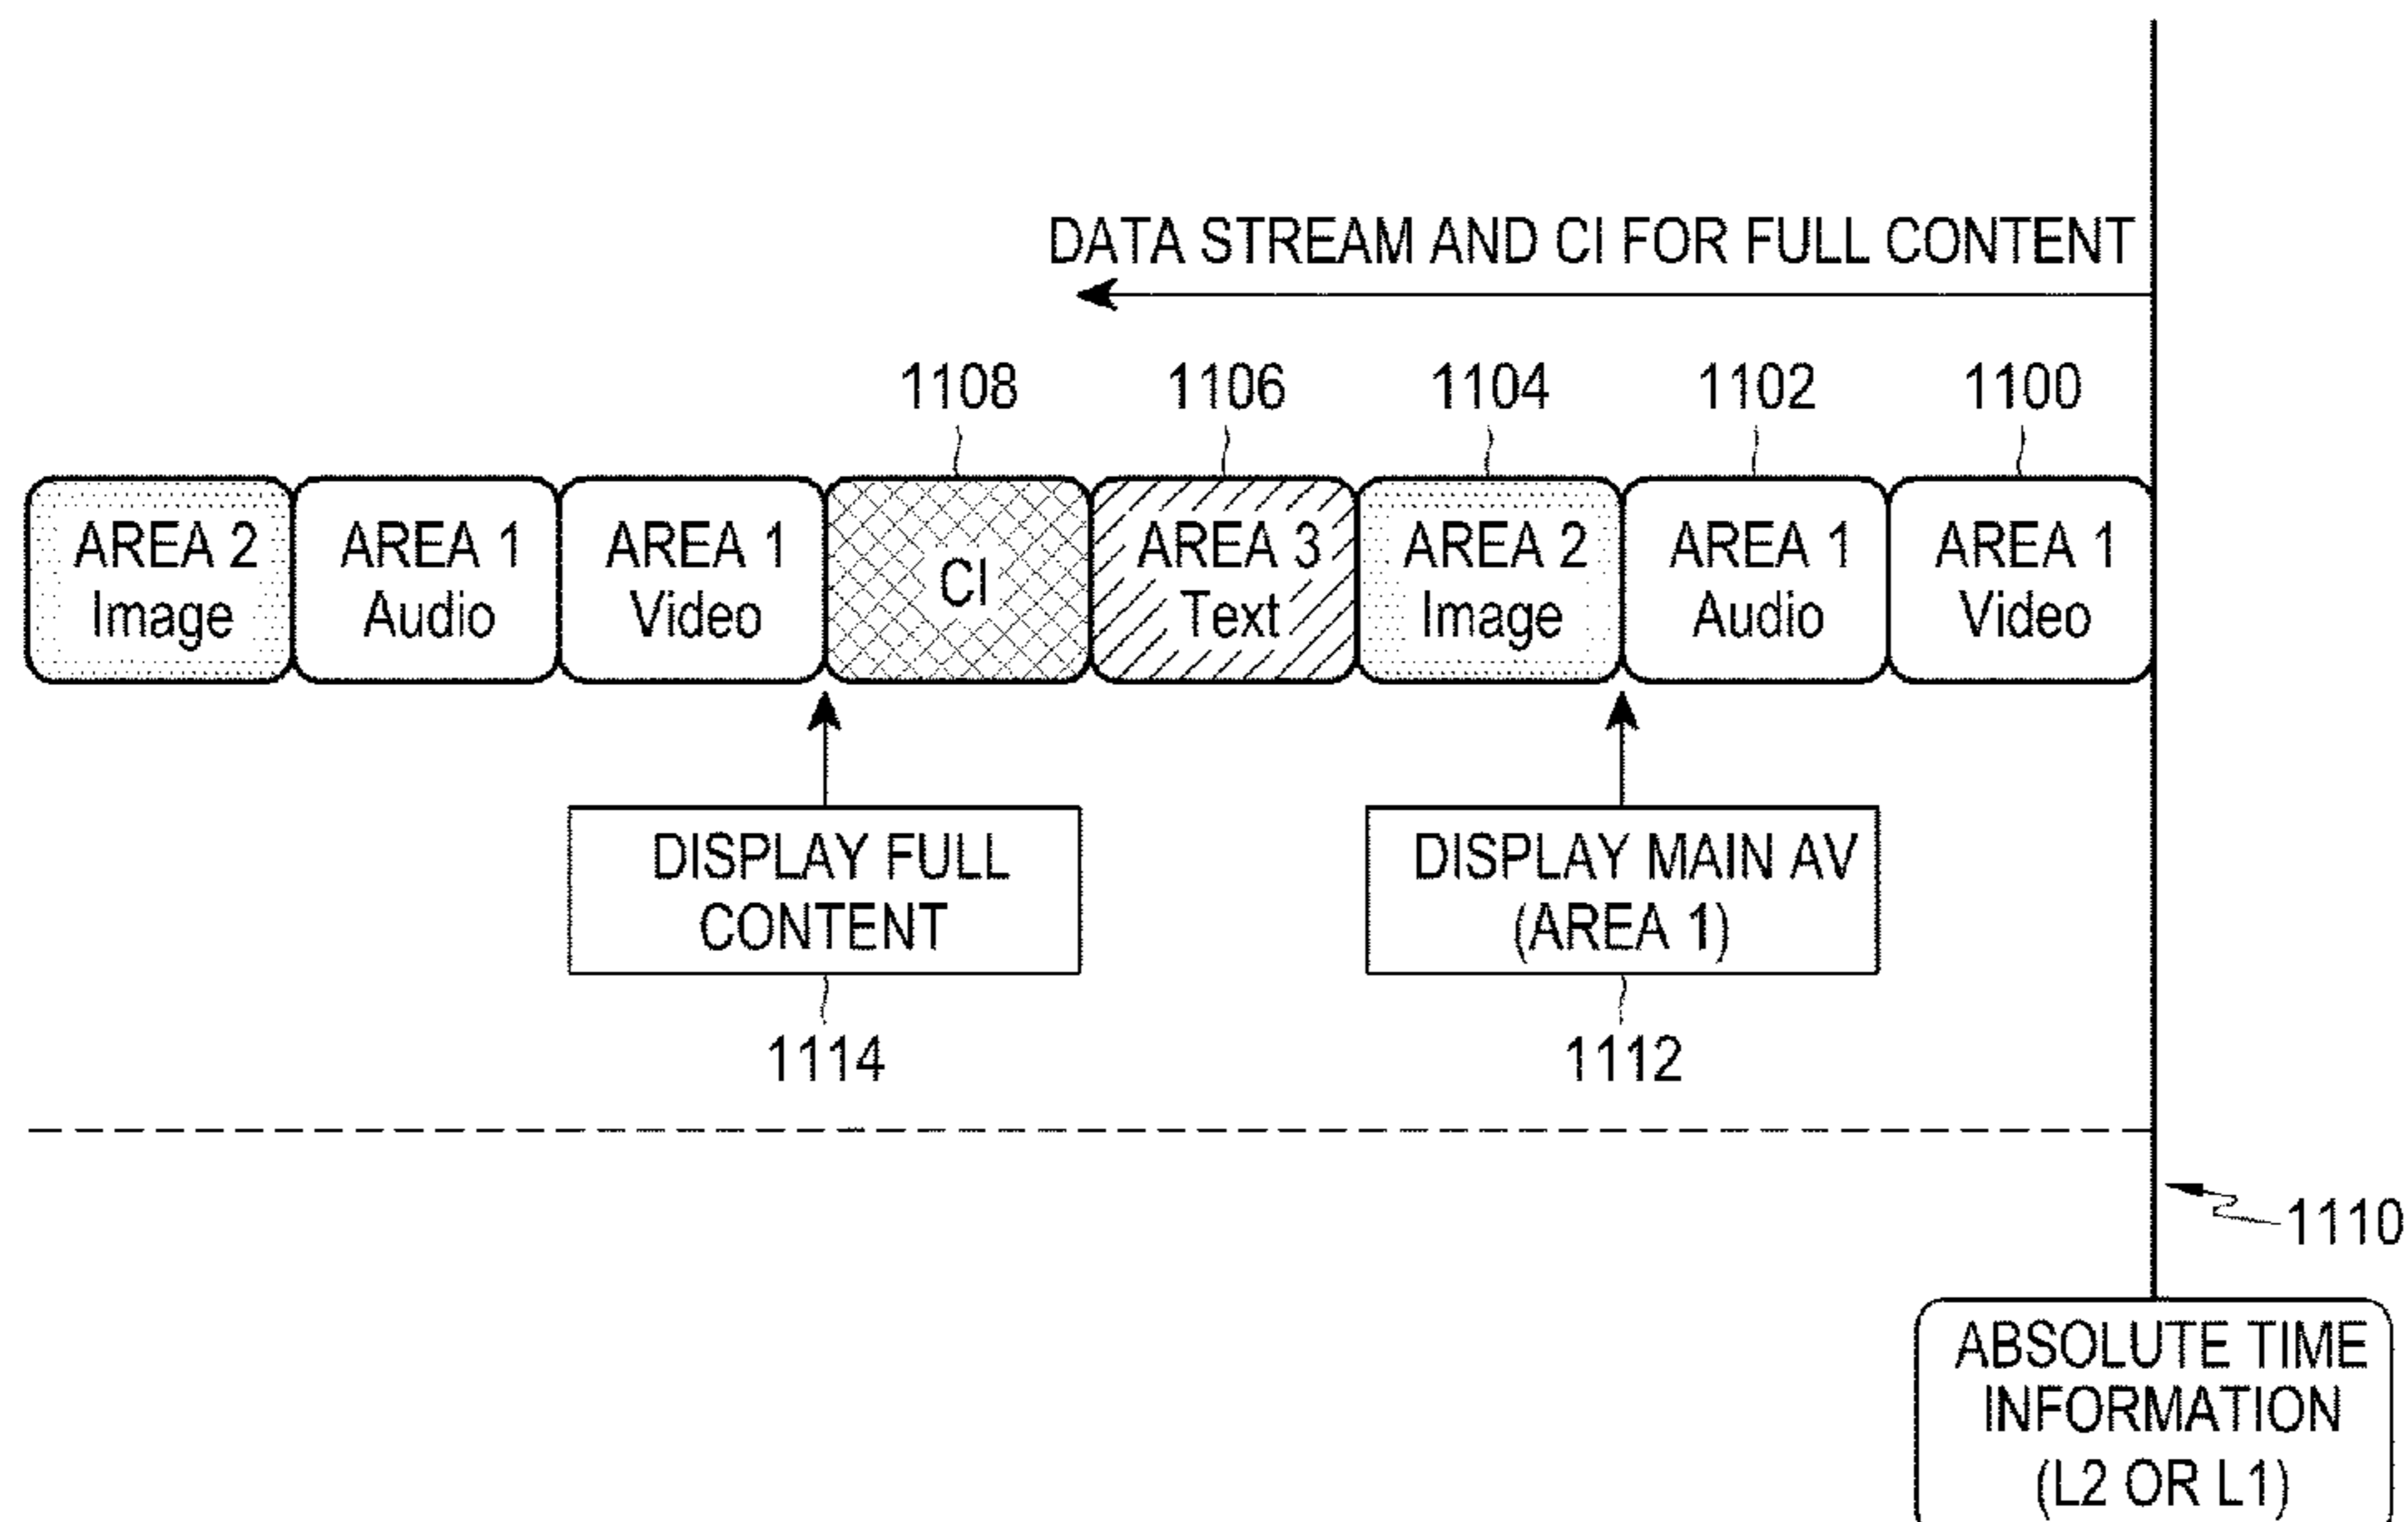 DATA STREAM AND CI FOR FULL CONTENT
1108 1106 1104 1102 1100
AREA 2 AREA 1 AREA 1 CI AREA 3 AREA 2 AREA 1 AREA 1
Image Audio Video Text Image Audio Video
DISPLAY FULL
CONTENT
DISPLAY MAIN AV
(AREA 1)
1114 1112
1110
ABSOLUTE TIME
INFORMATION
(L2 OR L1)